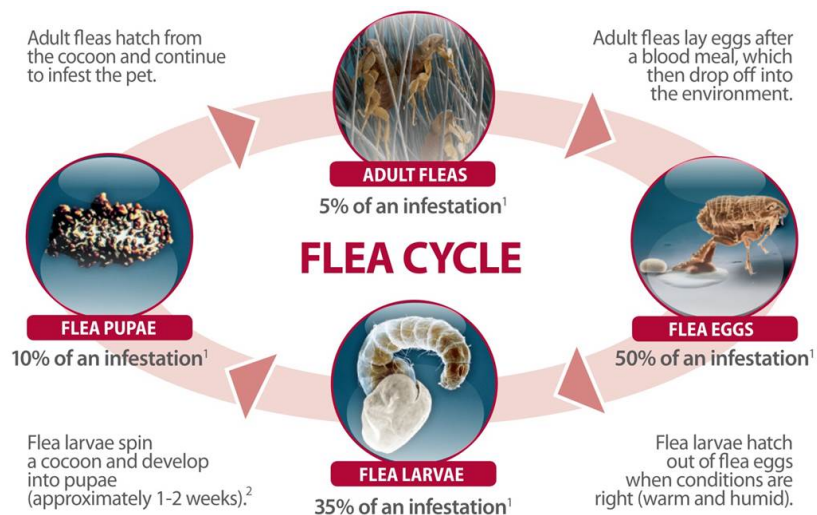 Adult fleas hatch from
the cocoon and continue
to infest the pet.
Adult fleas lay eggs after
a blood meal, which
then drop off into
the environment.
ADULT FLEAS
5% of an infestation¹
FLEA CYCLE
FLEA PUPAE
10% of an infestation¹
FLEA EGGS
50% of an infestation¹
Flea larvae spin
a cocoon and develop
into pupae
(approximately 1-2 weeks).²
FLEA LARVAE
35% of an infestation¹
Flea larvae hatch
out of flea eggs
when conditions are
right (warm and humid).